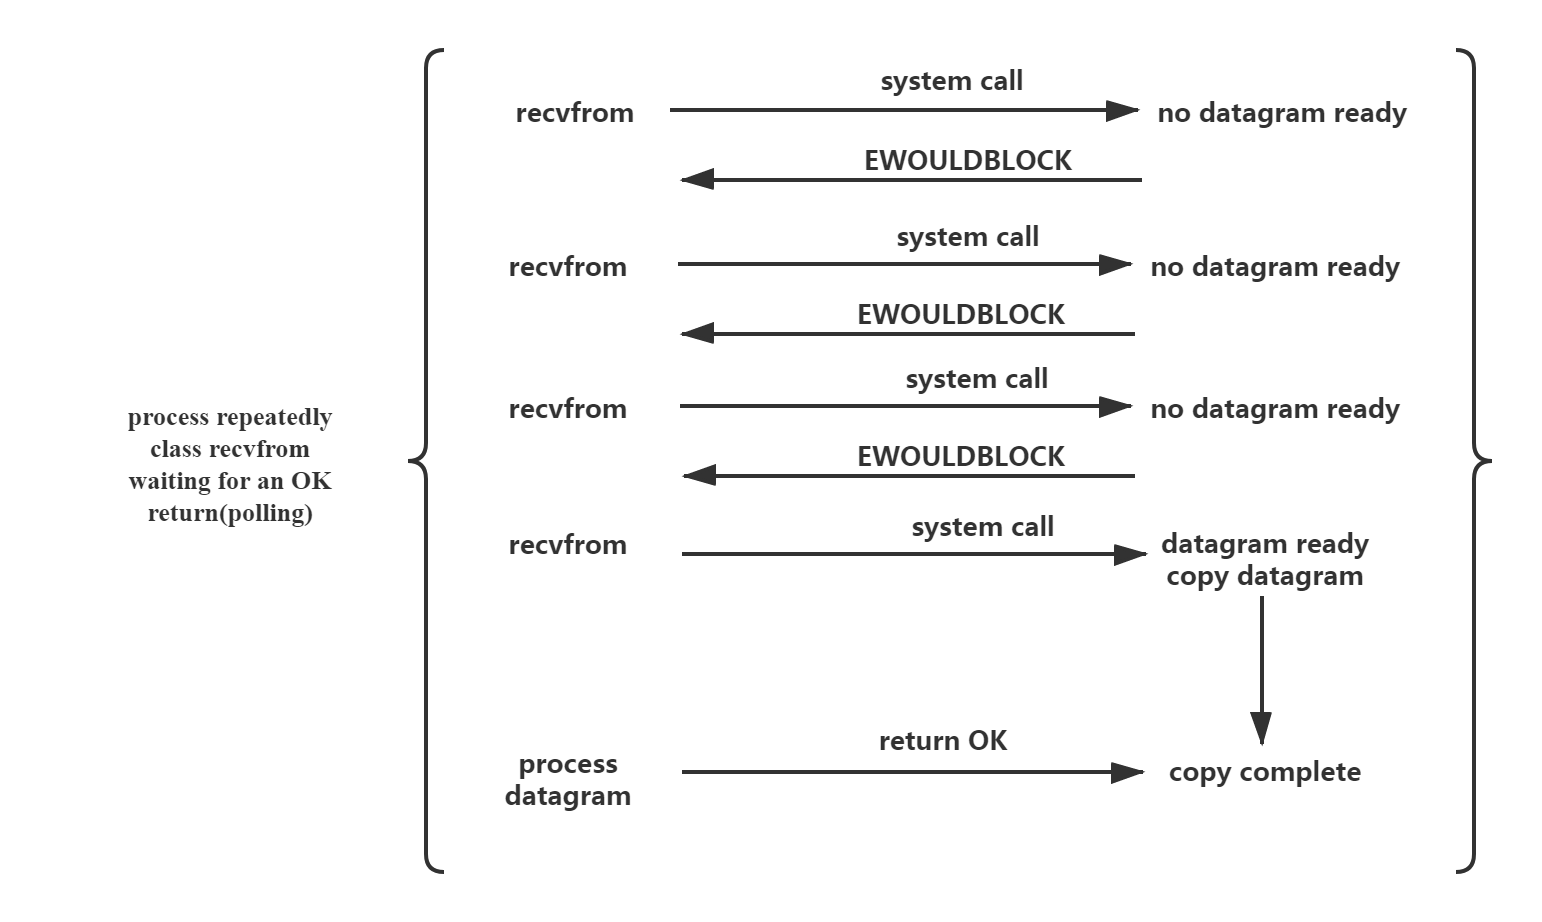 system call
recvfrom
no datagram ready
EWOULDBLOCK
system call
recvfrom
no datagram ready
EWOULDBLOCK
system call
recvfrom
no datagram ready
EWOULDBLOCK
process repeatedly
class recvfrom
waiting for an OK
return(polling)
system call
recvfrom
datagram ready
copy datagram
return OK
process
datagram
copy complete